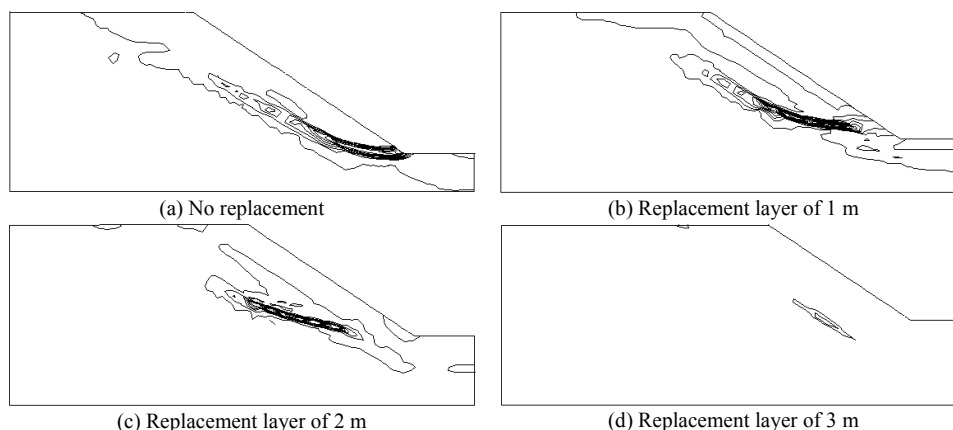 (a) No replacement
(b) Replacement layer of 1 m
(c) Replacement layer of 2 m
(d) Replacement layer of 3 m